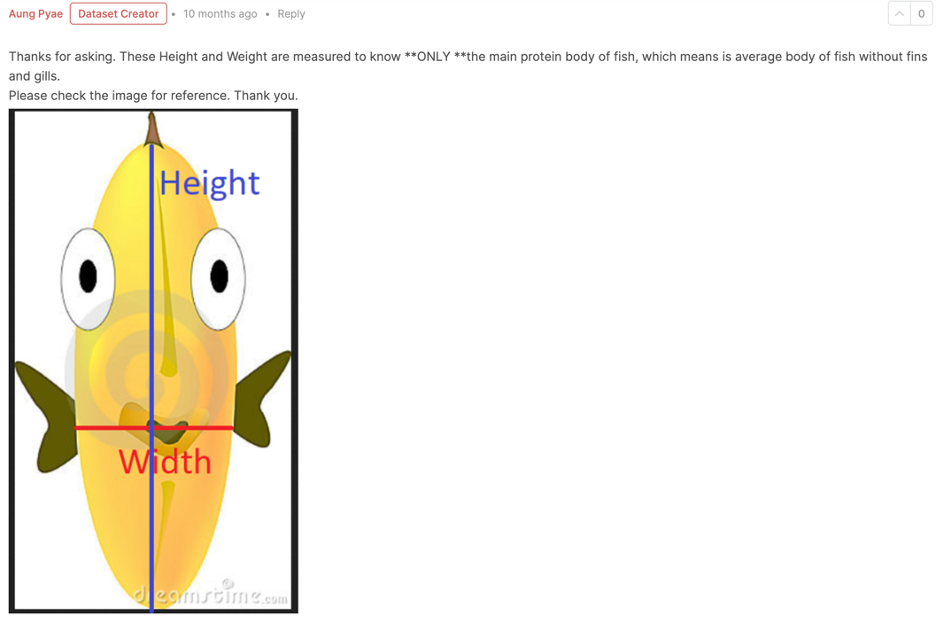 Aung Pyae Dataset Creator • 10 months ago • Reply
0
Thanks for asking. These Height and Weight are measured to know **ONLY **the main protein body of fish, which means is average body of fish without fins
and gills.
Please check the image for reference. Thank you.
Height
Width
dreamstime.com